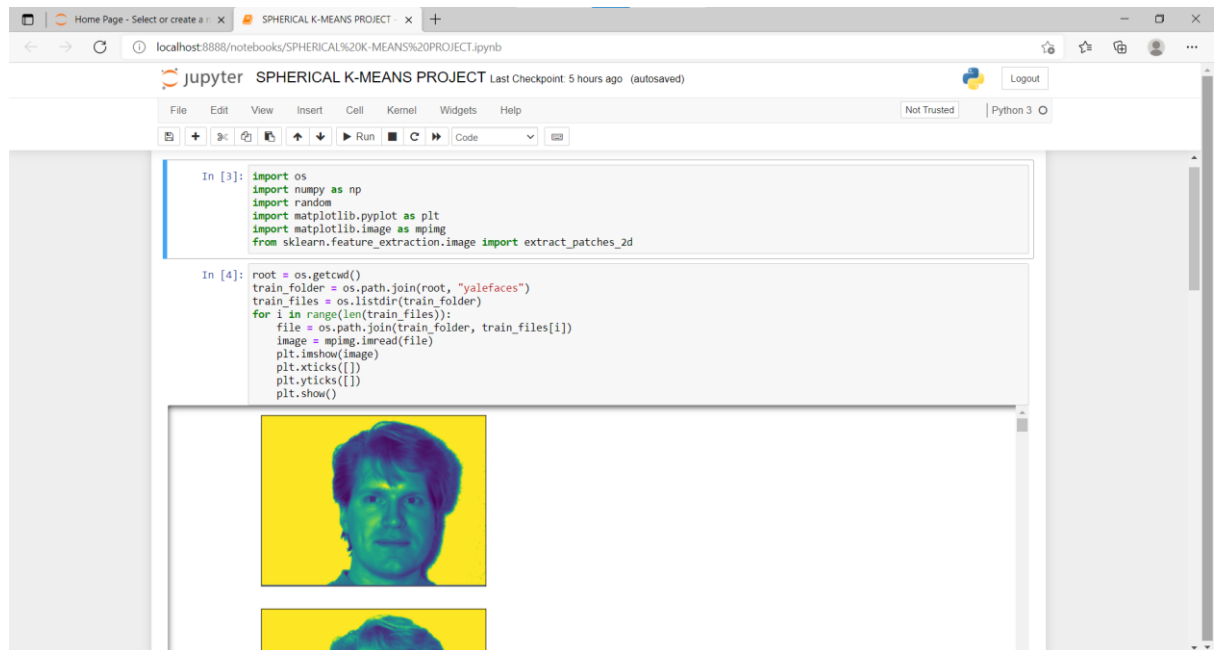 Home Page - Select or create a n
SPHERICAL K-MEANS PROJECT -
localhost:8888/notebooks/SPHERICAL%20K-MEANS%20PROJECT.ipynb
jupyter SPHERICAL K-MEANS PROJECT Last Checkpoint: 5 hours ago (autosaved)
Logout
File Edit View Insert Cell Kernel Widgets Help
Not Trusted Python 3
Run Code
In [3]: import os
import numpy as np
import random
import matplotlib.pyplot as plt
import matplotlib.image as mpimg
from sklearn.feature_extraction.image import extract_patches_2d
In [4]: root = os.getcwd()
train_folder = os.path.join(root, "yalefaces")
train_files = os.listdir(train_folder)
for i in range(len(train_files)):
    file = os.path.join(train_folder, train_files[i])
    image = mpimg.imread(file)
    plt.imshow(image)
    plt.xticks([])
    plt.yticks([])
    plt.show()